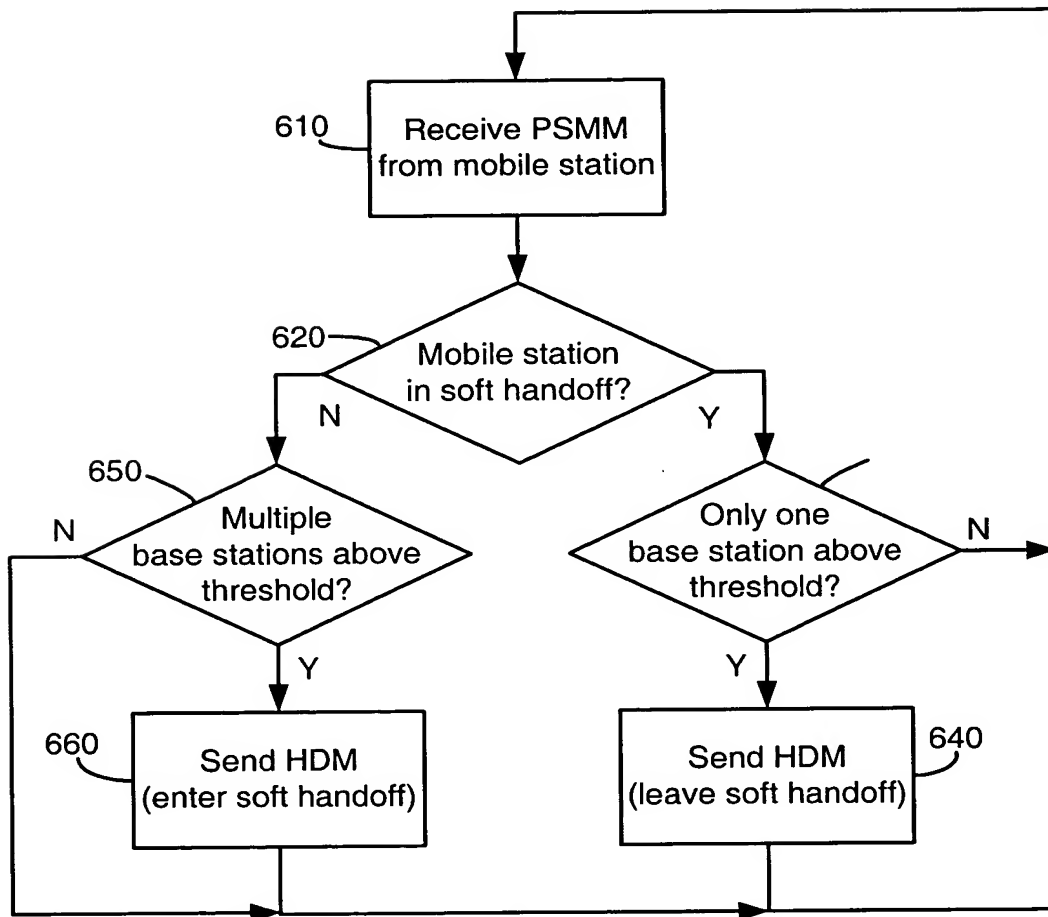 610
Receive PSMM
from mobile station
620
Mobile station
in soft handoff?
N
Y
650
N
Multiple
base stations above
threshold?
Only one
base station above
threshold?
N
Y
Y
660
Send HDM
(enter soft handoff)
Send HDM
(leave soft handoff)
640